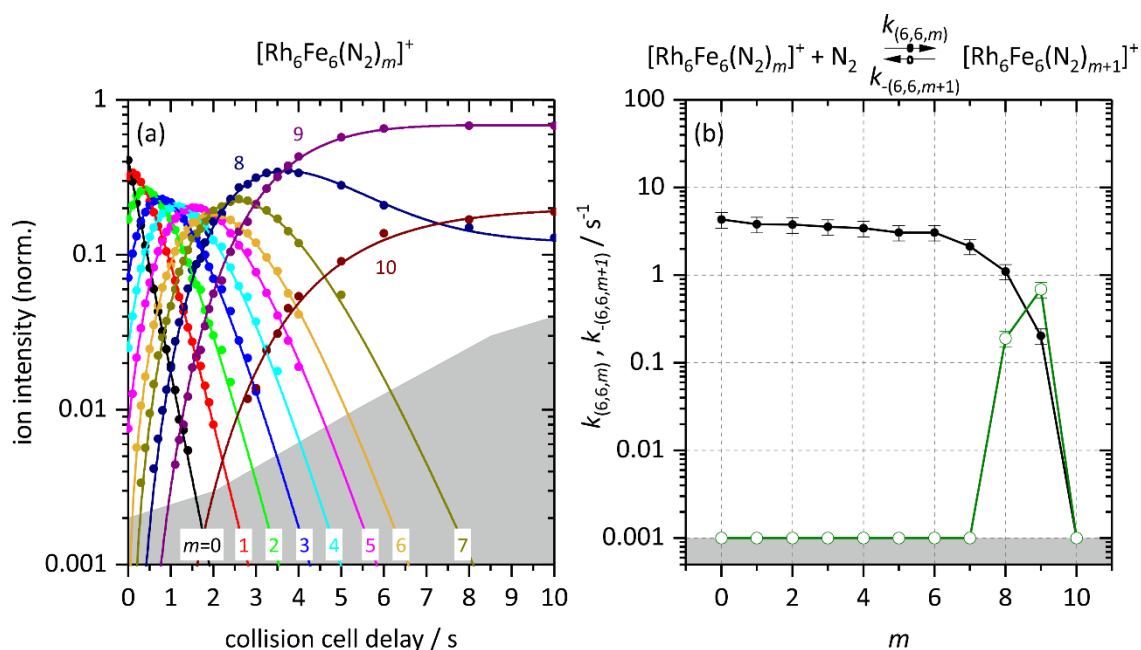 [Rh₆Fe₆(N₂)ₘ]⁺
(a)
1
0.1
0.01
0.001
ion intensity (norm.)
9
8
10
m=0 1 2 3 4 5 6 7
0 1 2 3 4 5 6 7 8 9 10
collision cell delay / s
[Rh₆Fe₆(N₂)ₘ]⁺ + N₂ k₍₆,₆,ₘ₎ k₋₍₆,₆,ₘ₊₁₎ [Rh₆Fe₆(N₂)ₘ₊₁]⁺
(b)
100
10
1
0.1
0.01
0.001
k₍₆,₆,ₘ₎ , k₋₍₆,₆,ₘ₊₁₎ / s⁻¹
0 2 4 6 8 10
m